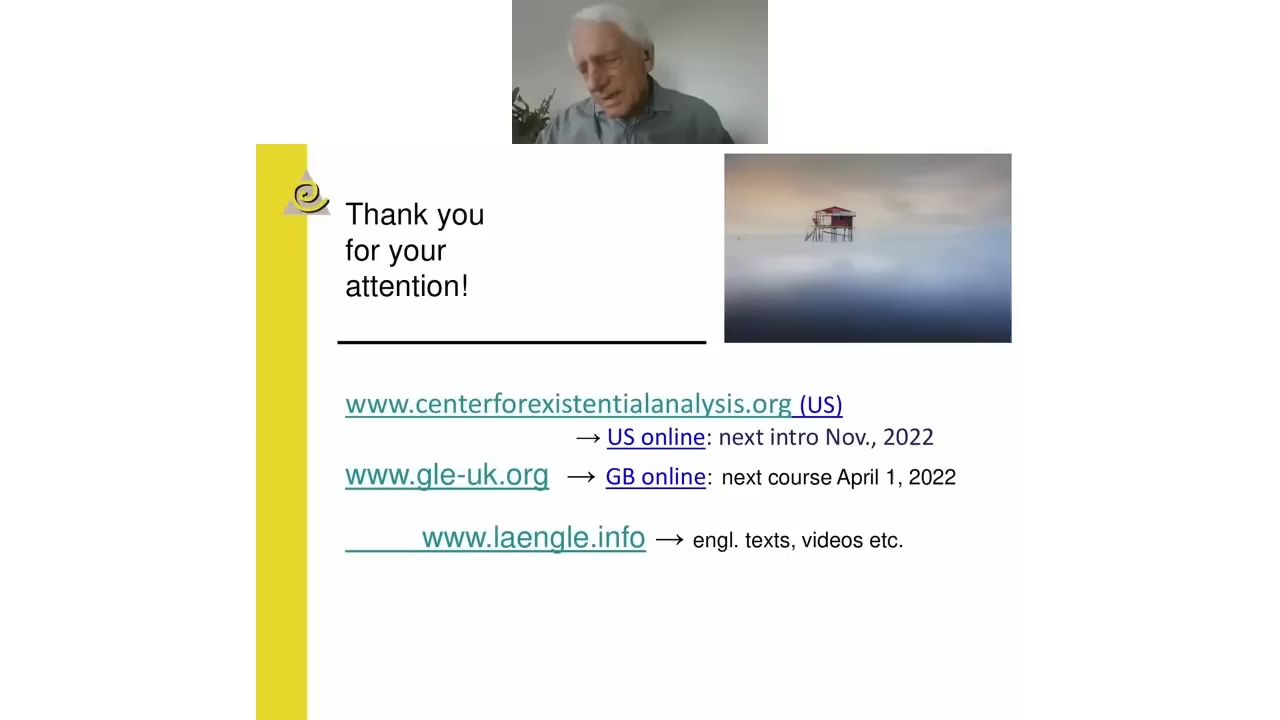 Thank you
for your
attention!
www.centerforexistentialanalysis.org (US)
→ US online: next intro Nov., 2022
www.gle-uk.org → GB online: next course April 1, 2022
www.laengle.info → engl. texts, videos etc.